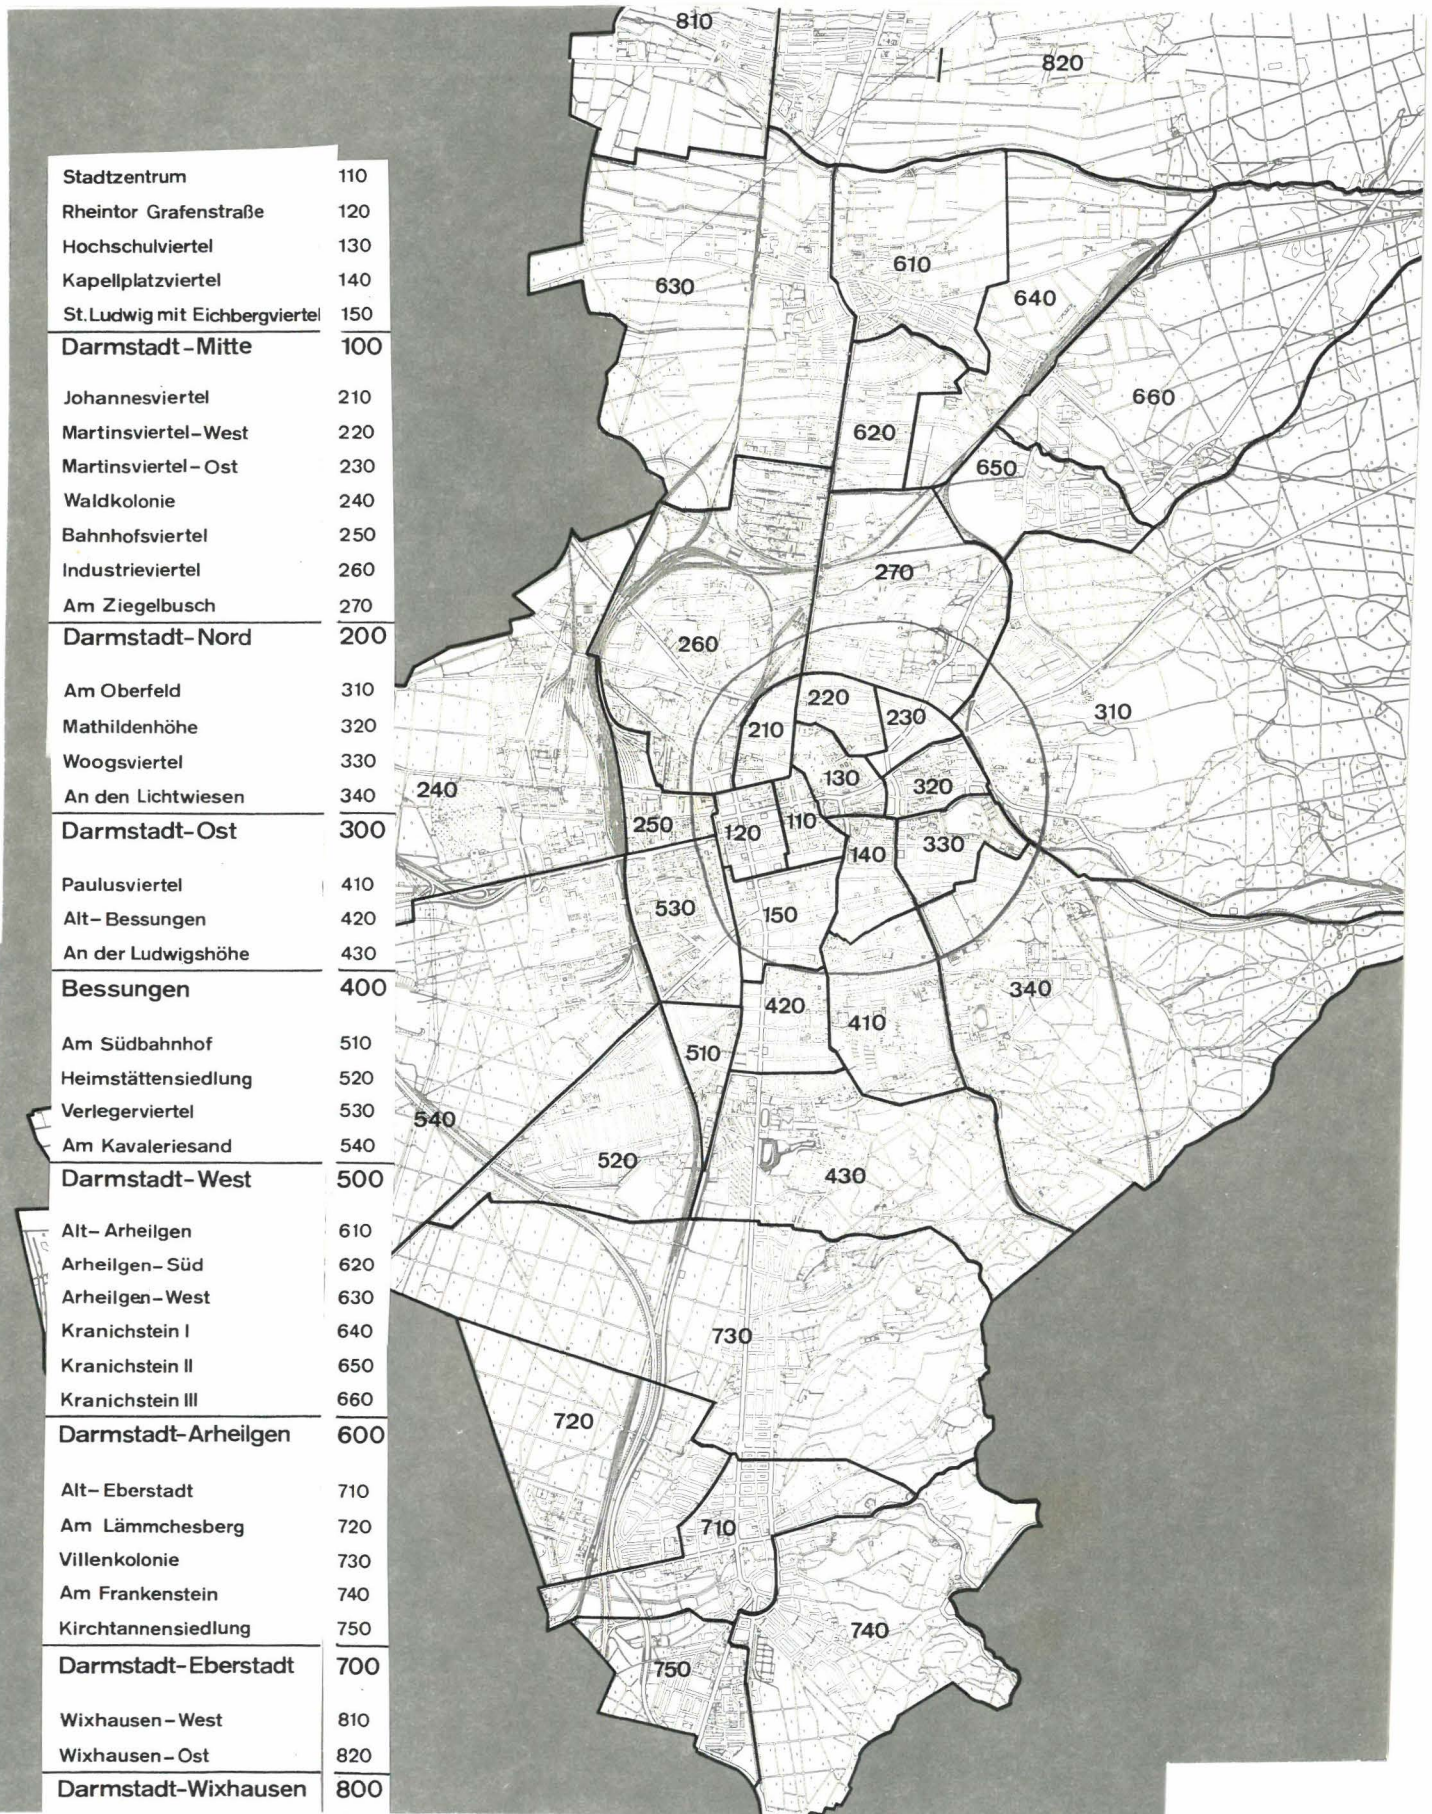 Stadtzentrum 110
Rheintor Grafenstraße 120
Hochschulviertel 130
Kapellplatzviertel 140
St.Ludwig mit Eichbergviertel 150
Darmstadt-Mitte 100
Johannesviertel 210
Martinsviertel-West 220
Martinsviertel-Ost 230
Waldkolonie 240
Bahnhofsviertel 250
Industrieviertel 260
Am Ziegelbusch 270
Darmstadt-Nord 200
Am Oberfeld 310
Mathildenhöhe 320
Woogsviertel 330
An den Lichtwiesen 340
Darmstadt-Ost 300
Paulusviertel 410
Alt-Bessungen 420
An der Ludwigshöhe 430
Bessungen 400
Am Südbahnhof 510
Heimstättensiedlung 520
Verlegerviertel 530
Am Kavaleriesand 540
Darmstadt-West 500
Alt-Arheilgen 610
Arheilgen-Süd 620
Arheilgen-West 630
Kranichstein I 640
Kranichstein II 650
Kranichstein III 660
Darmstadt-Arheilgen 600
Alt-Eberstadt 710
Am Lämmchesberg 720
Villenkolonie 730
Am Frankenstein 740
Kirchtannensiedlung 750
Darmstadt-Eberstadt 700
Wixhausen-West 810
Wixhausen-Ost 820
Darmstadt-Wixhausen 800
810
820
610
630
640
660
620
650
270
260
220
230
210
310
130
320
240
250
120
110
330
140
530
150
340
420
410
510
540
520
430
730
720
710
740
750